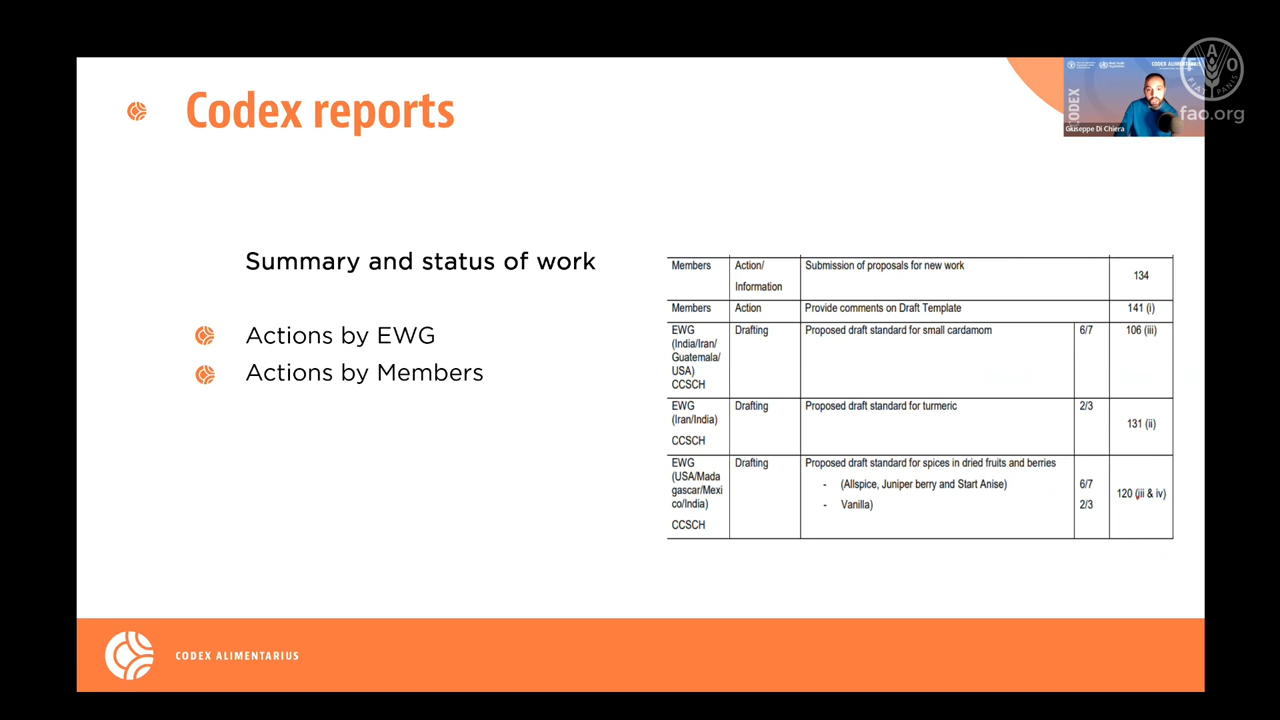 Codex reports
CODEX ALIMENTARIUS
CODEX
Giuseppe Di Chiera
F A O
FIAT PANIS
fao.org
Summary and status of work
Actions by EWG
Actions by Members
Members Action/ Submission of proposals for new work 134
Information
Members Action Provide comments on Draft Template 141 (i)
EWG Drafting Proposed draft standard for small cardamom 6/7 106 (iii)
(India/Iran/
Guatemala/
USA)
CCSCH
EWG Drafting Proposed draft standard for turmeric 2/3
(Iran/India) 131 (ii)
CCSCH
EWG Drafting Proposed draft standard for spices in dried fruits and berries
(USA/Mada
gascar/Mexi - (Allspice, Juniper berry and Start Anise) 6/7 120 (iii & iv)
co/India) - Vanilla) 2/3
CCSCH
CODEX ALIMENTARIUS